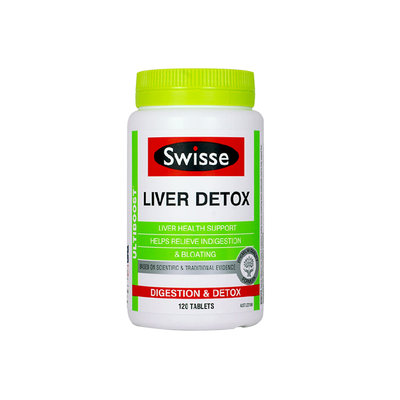 Swisse
LIVER DETOX
ULTIBOOST
LIVER HEALTH SUPPORT
HELPS RELIEVE INDIGESTION
& BLOATING
BASED ON SCIENTIFIC & TRADITIONAL EVIDENCE
DIGESTION & DETOX
120 TABLETS